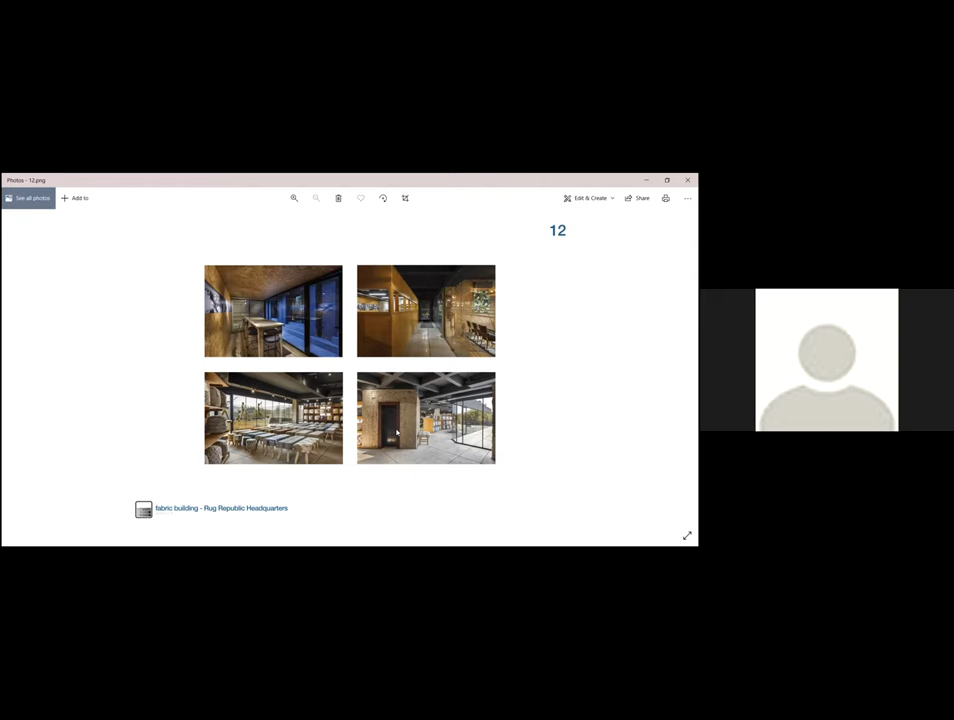 Photos - 12.png
See all photos
Add to
Edit & Create
Share
12
fabric building - Rug Republic Headquarters